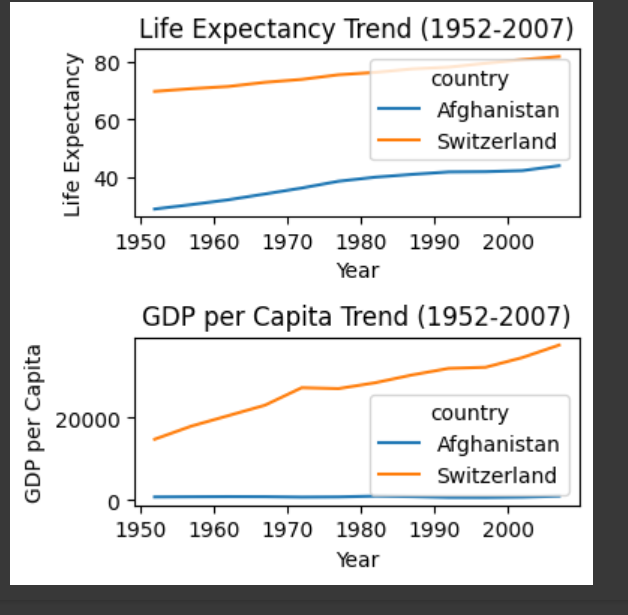 Life Expectancy Trend (1952-2007)
Life Expectancy
80
60
40
country
Afghanistan
Switzerland
1950 1960 1970 1980 1990 2000
Year
GDP per Capita Trend (1952-2007)
GDP per Capita
20000
0
country
Afghanistan
Switzerland
1950 1960 1970 1980 1990 2000
Year